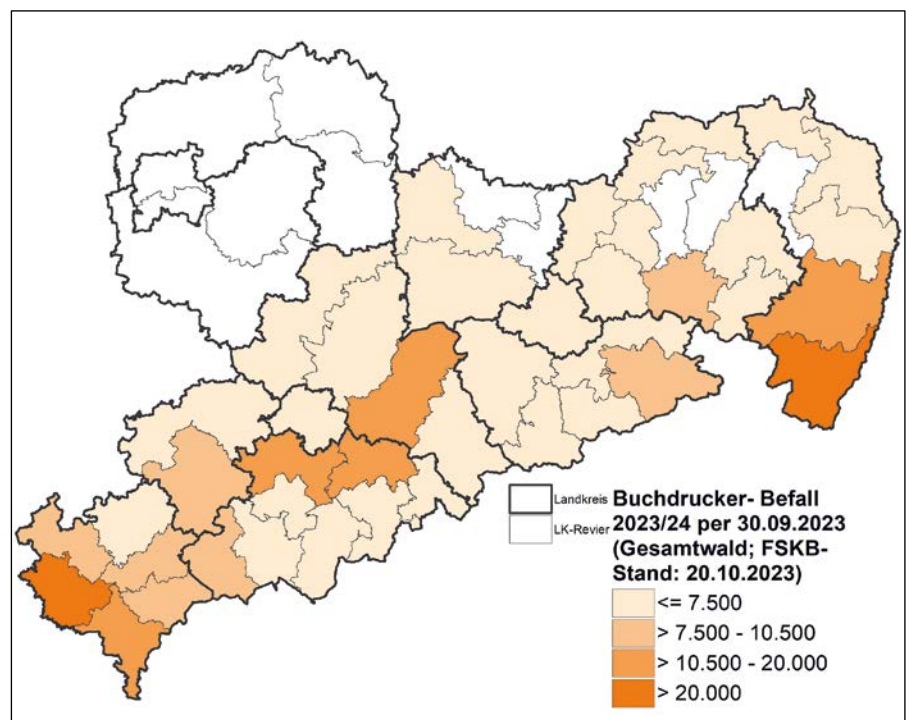 Landkreis
LK-Revier
Buchdrucker- Befall
2023/24 per 30.09.2023
(Gesamtwald; FSKB-
Stand: 20.10.2023)
<= 7.500
> 7.500 - 10.500
> 10.500 - 20.000
> 20.000